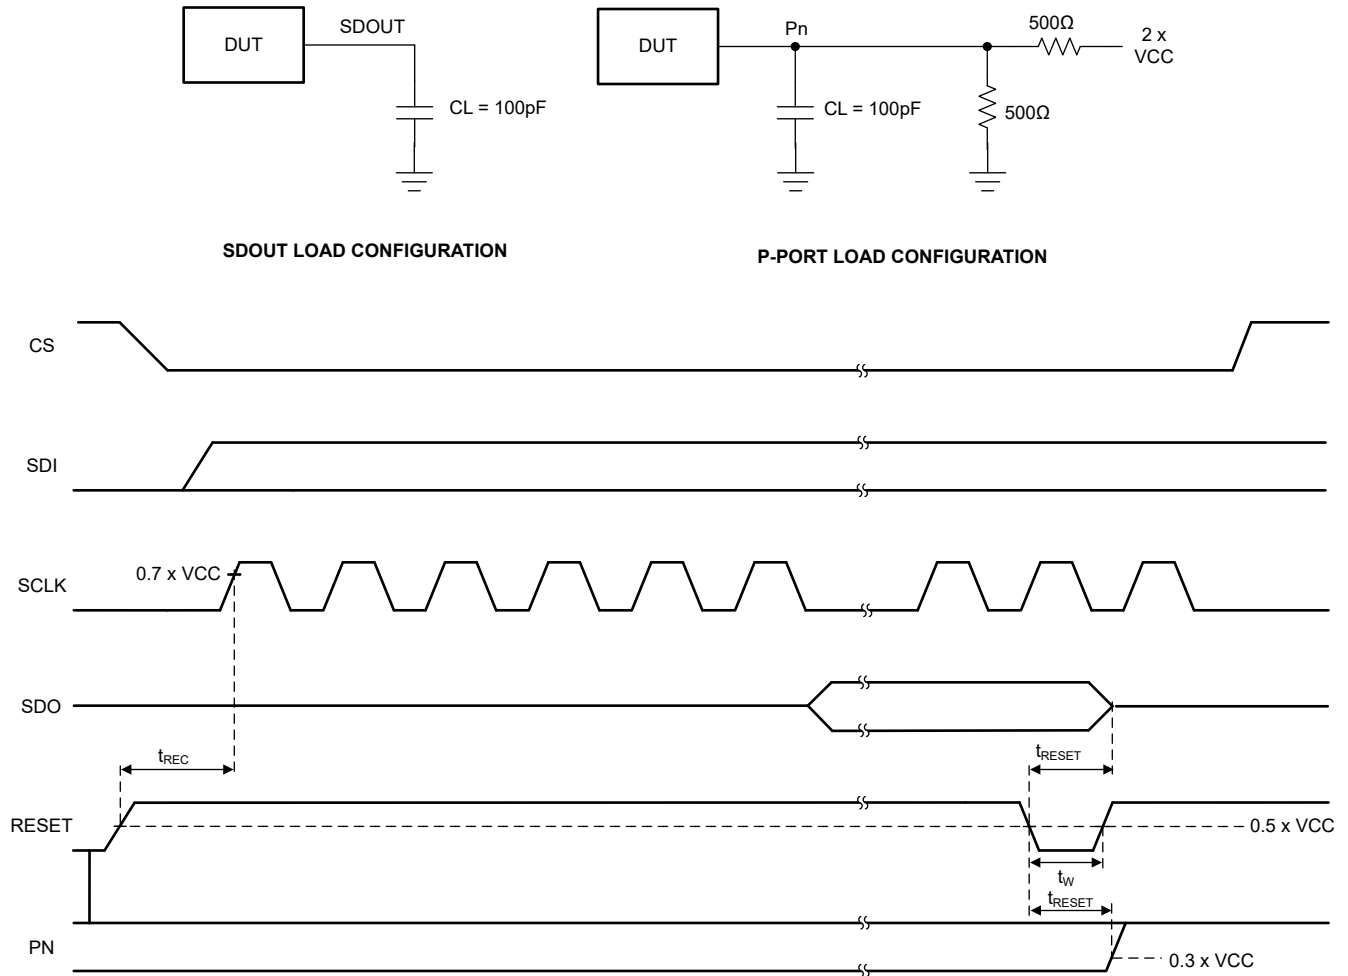 DUT
SDOUT
CL = 100pF
DUT
Pn
500Ω
2 x
VCC
CL = 100pF
500Ω
SDOUT LOAD CONFIGURATION
P-PORT LOAD CONFIGURATION
CS
SDI
SCLK
0.7 x VCC
SDO
tREC
tRESET
RESET
0.5 x VCC
tW
tRESET
PN
0.3 x VCC